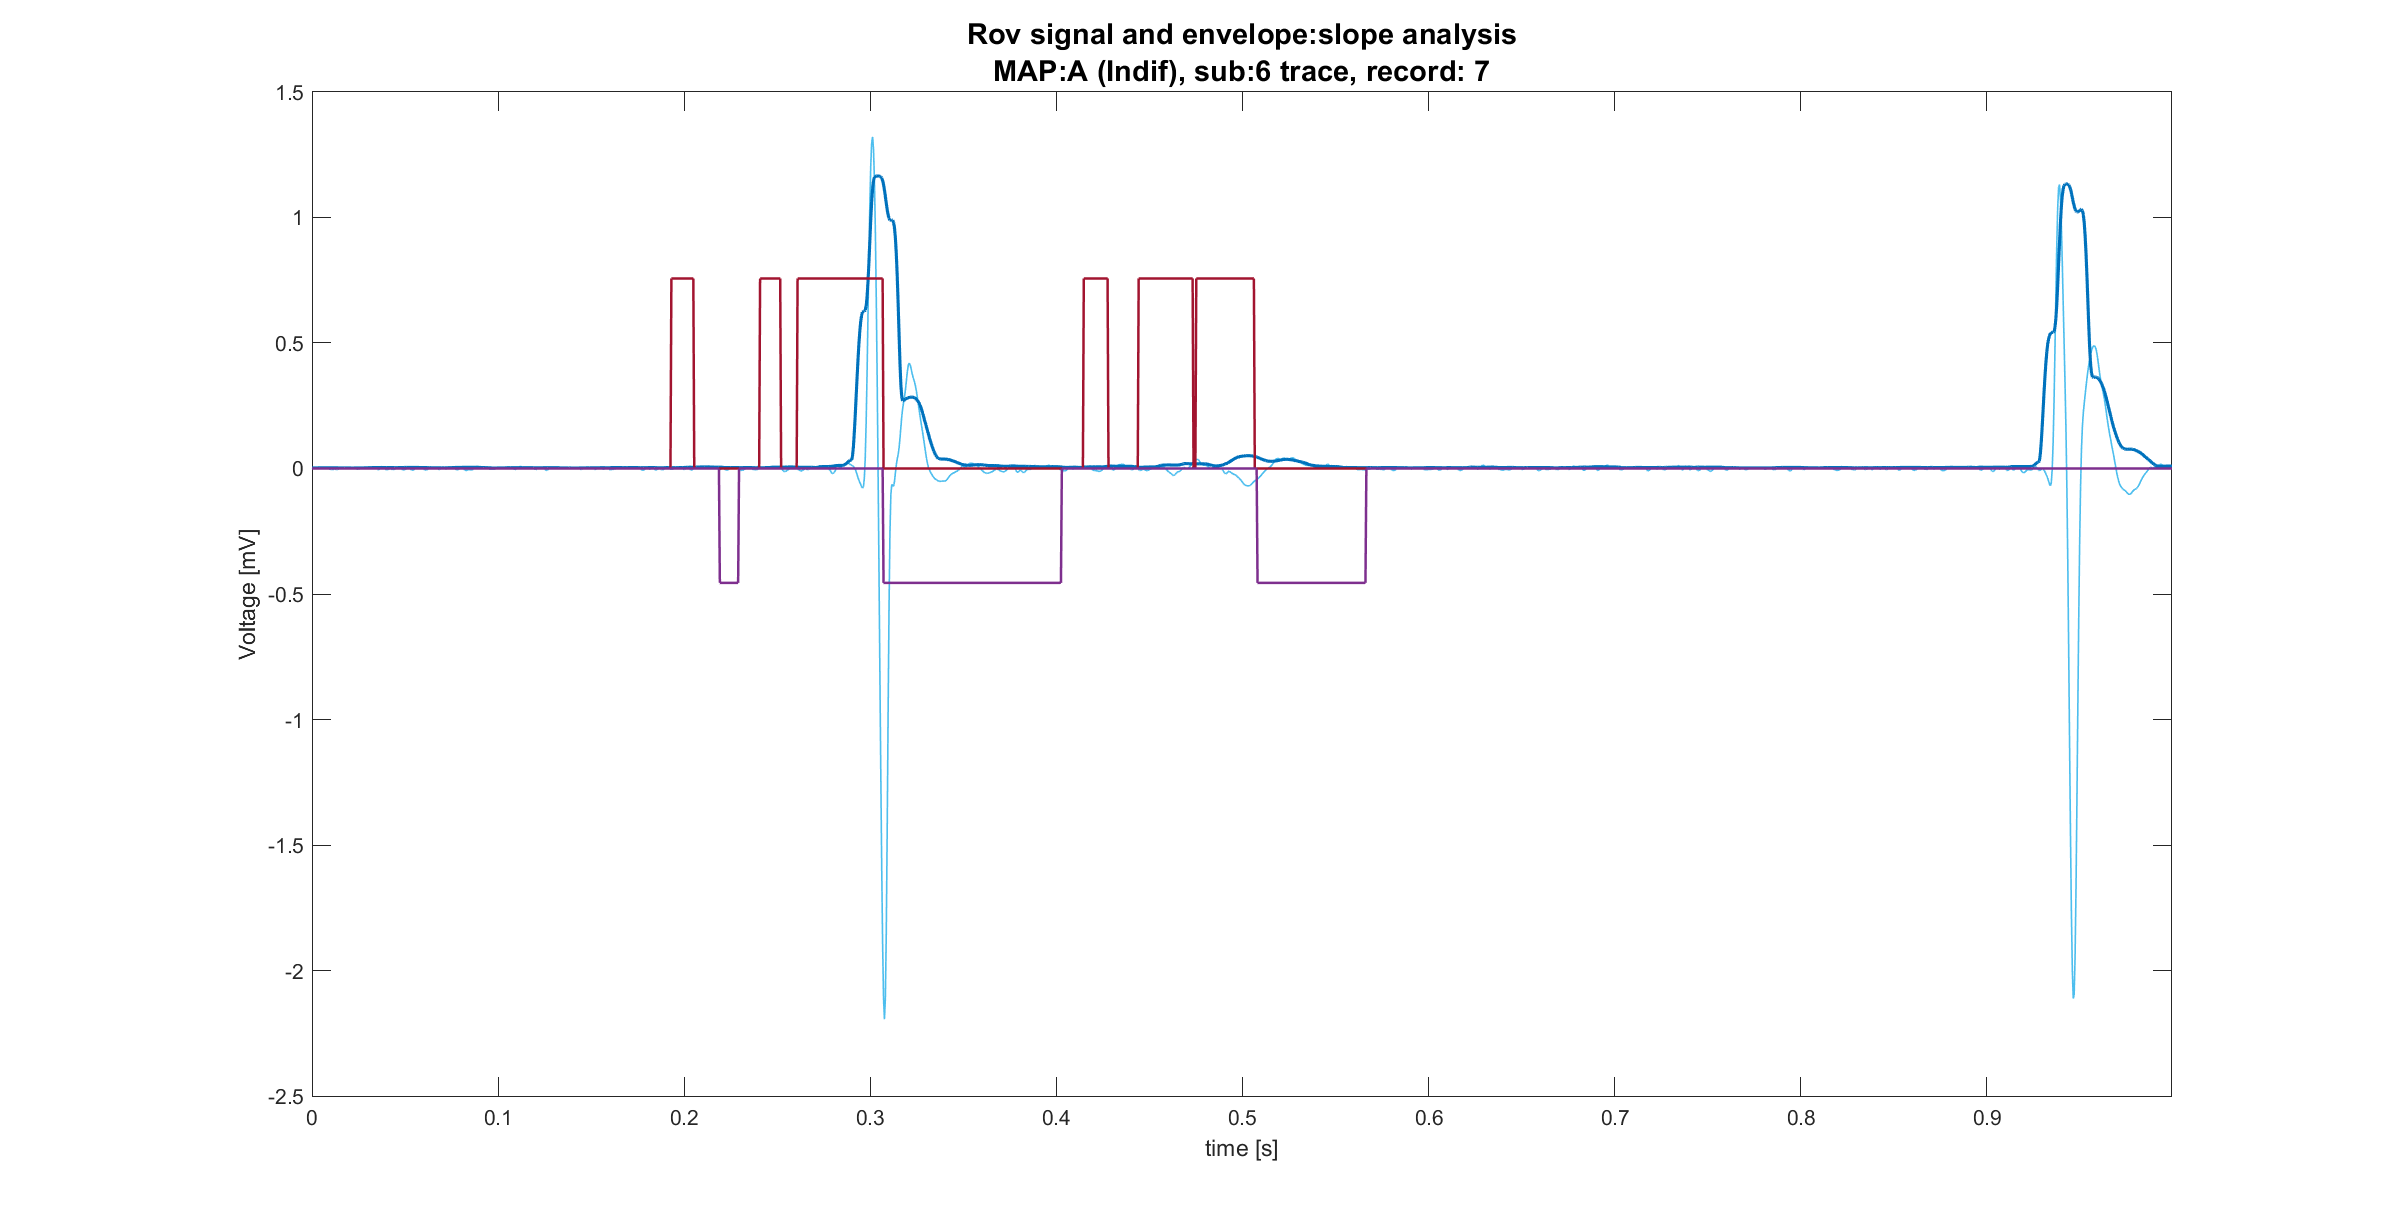 Rov signal and envelope:slope analysis
MAP:A (Indif), sub:6 trace, record: 7
1.5
1
0.5
0
-0.5
-1
-1.5
-2
-2.5
Voltage [mV]
0 0.1 0.2 0.3 0.4 0.5 0.6 0.7 0.8 0.9
time [s]